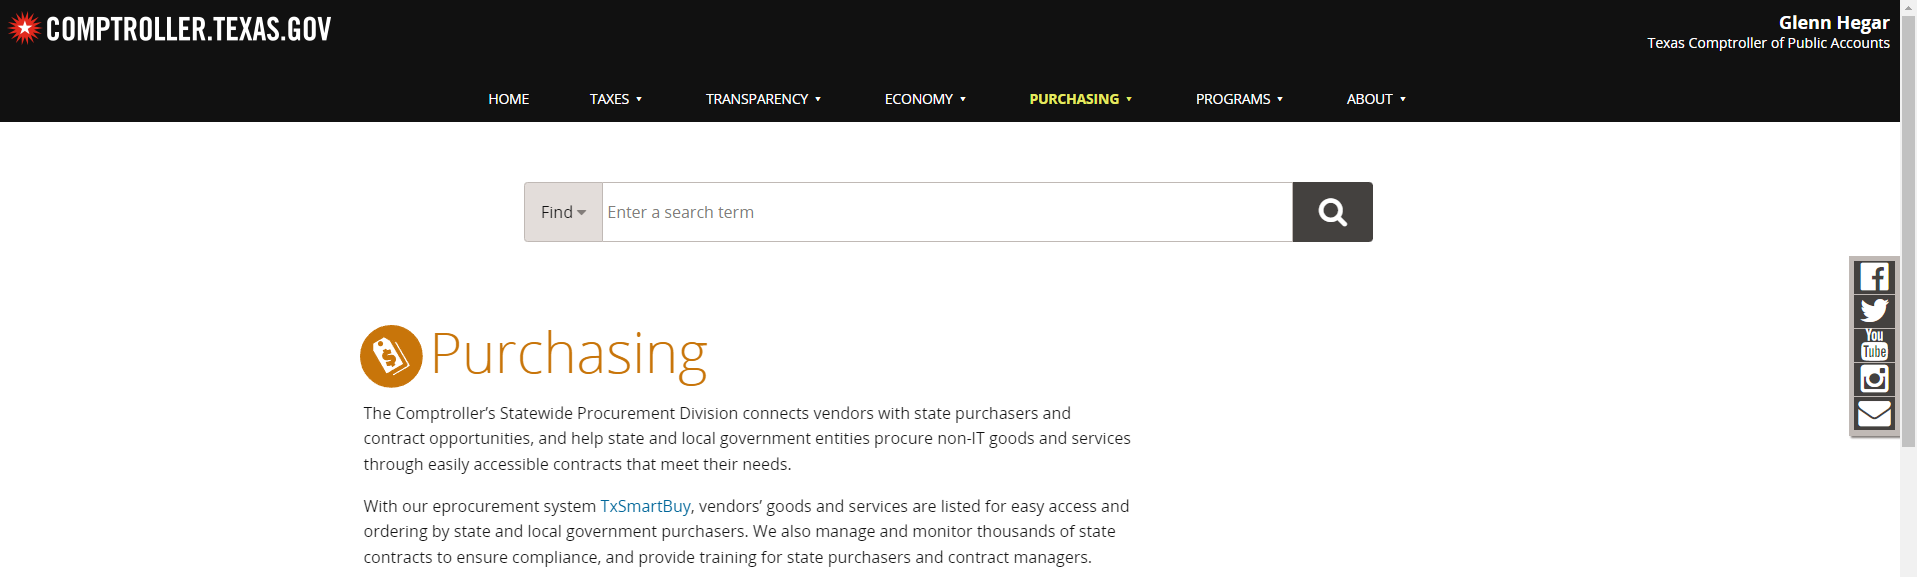 COMPTROLLER.TEXAS.GOV
Glenn Hegar
Texas Comptroller of Public Accounts
HOME TAXES TRANSPARENCY ECONOMY PURCHASING PROGRAMS ABOUT
Find Enter a search term
You
Tube
Purchasing
The Comptroller’s Statewide Procurement Division connects vendors with state purchasers and
contract opportunities, and help state and local government entities procure non-IT goods and services
through easily accessible contracts that meet their needs.
With our eprocurement system TxSmartBuy, vendors’ goods and services are listed for easy access and
ordering by state and local government purchasers. We also manage and monitor thousands of state
contracts to ensure compliance, and provide training for state purchasers and contract managers.